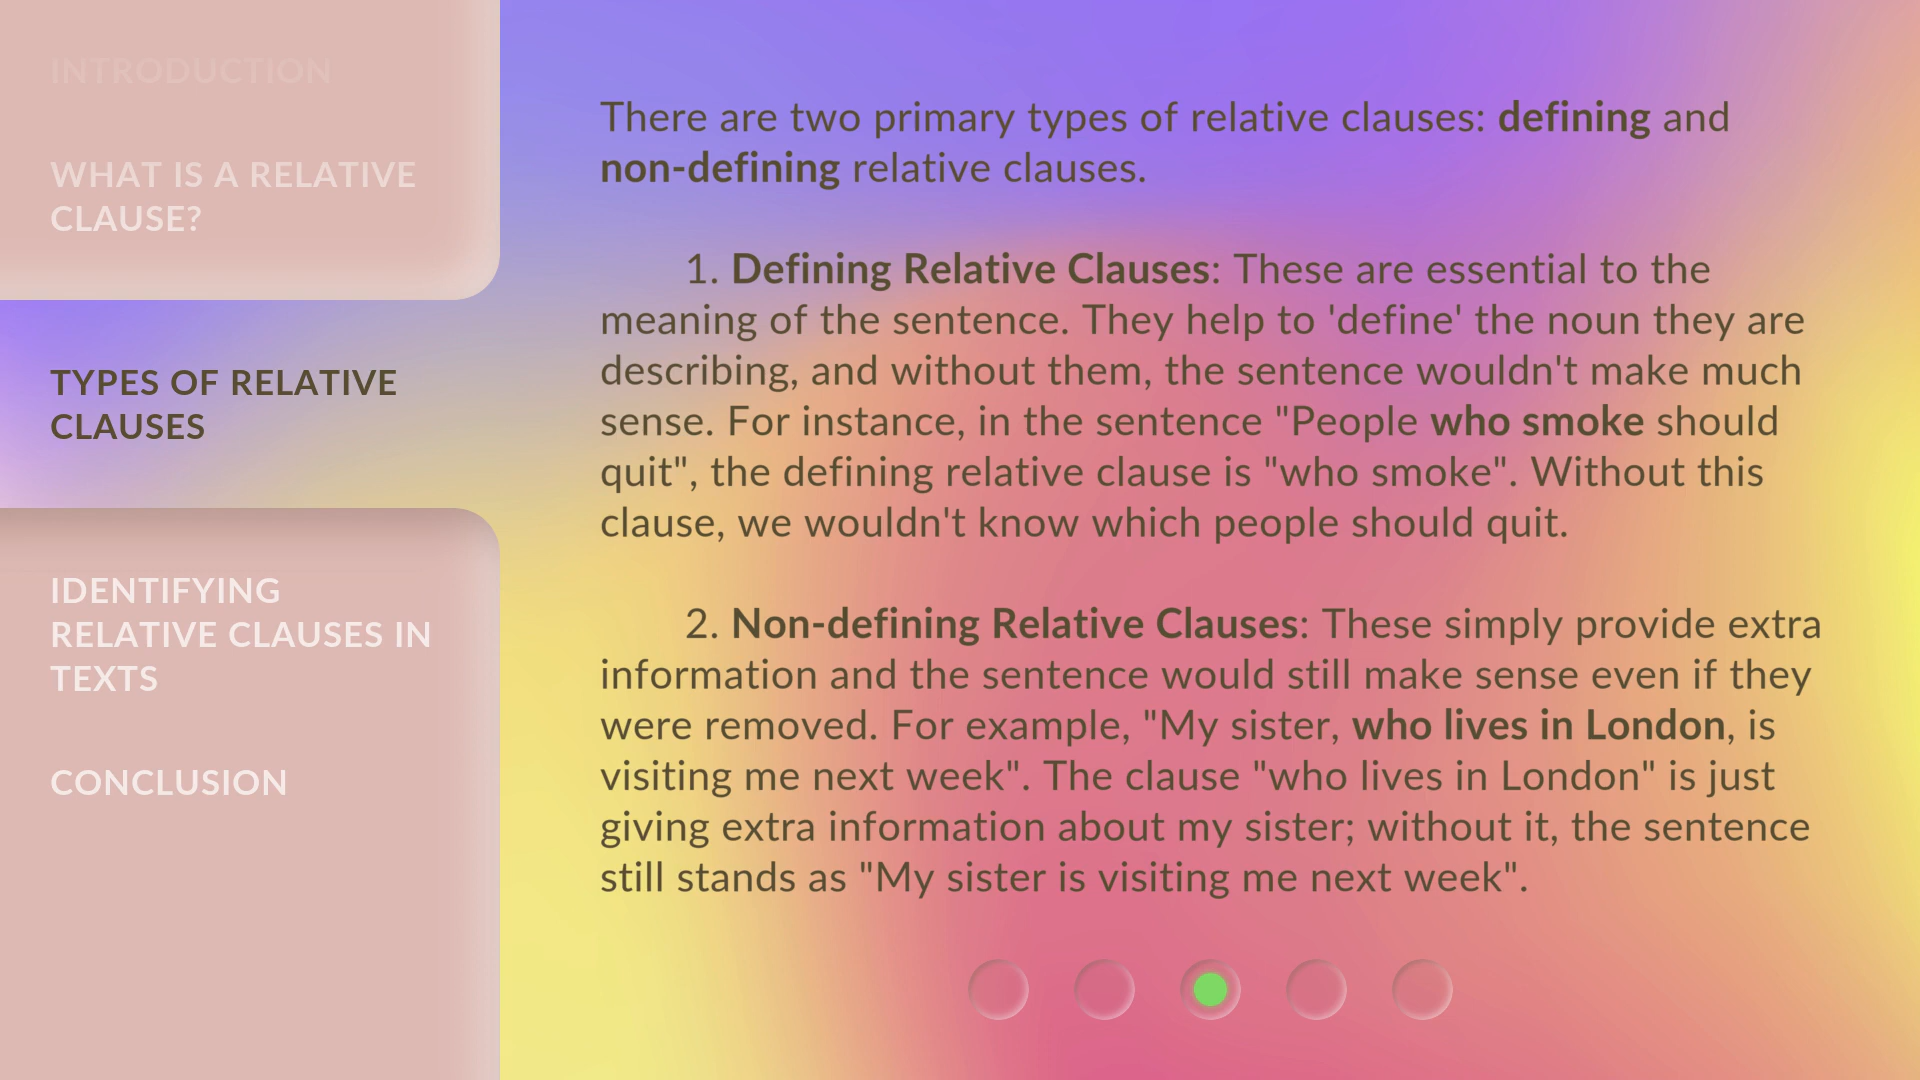 INTRODUCTION
WHAT IS A RELATIVE
CLAUSE?
TYPES OF RELATIVE
CLAUSES
IDENTIFYING
RELATIVE CLAUSES IN
TEXTS
CONCLUSION
There are two primary types of relative clauses: defining and
non-defining relative clauses.
1. Defining Relative Clauses: These are essential to the
meaning of the sentence. They help to 'define' the noun they are
describing, and without them, the sentence wouldn't make much
sense. For instance, in the sentence "People who smoke should
quit", the defining relative clause is "who smoke". Without this
clause, we wouldn't know which people should quit.
2. Non-defining Relative Clauses: These simply provide extra
information and the sentence would still make sense even if they
were removed. For example, "My sister, who lives in London, is
visiting me next week". The clause "who lives in London" is just
giving extra information about my sister; without it, the sentence
still stands as "My sister is visiting me next week".